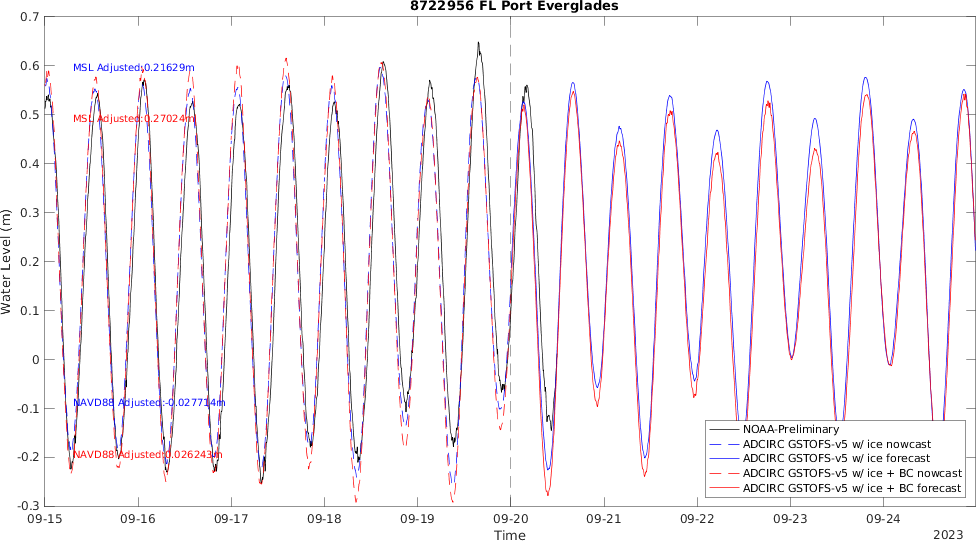 8722956 FL Port Everglades
0.7
0.6
0.5
0.4
0.3
0.2
0.1
0
-0.1
-0.2
-0.3
Water Level (m)
MSL Adjusted:0.21629m
MSL Adjusted:0.27024m
NAVD88 Adjusted:-0.027714m
NAVD88 Adjusted:0.026243m
NOAA-Preliminary
ADCIRC GSTOFS-v5 w/ ice nowcast
ADCIRC GSTOFS-v5 w/ ice forecast
ADCIRC GSTOFS-v5 w/ ice + BC nowcast
ADCIRC GSTOFS-v5 w/ ice + BC forecast
09-15 09-16 09-17 09-18 09-19 09-20 09-21 09-22 09-23 09-24
Time
2023